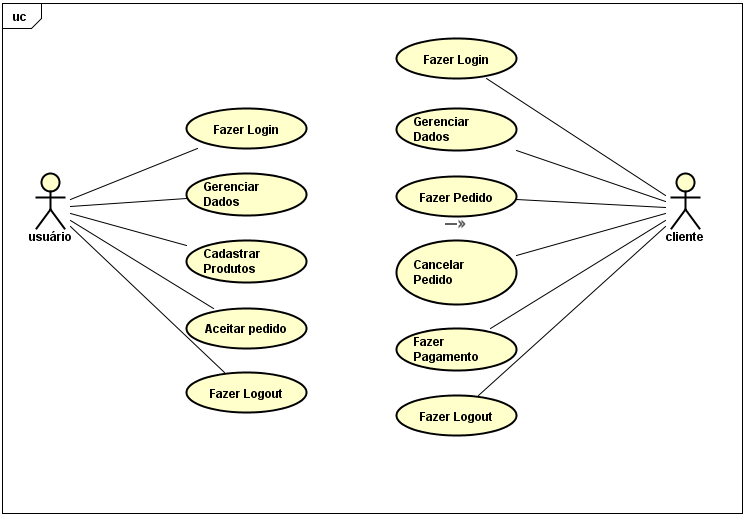 uc
Fazer Login
Gerenciar
Dados
Cadastrar
Produtos
Aceitar pedido
Fazer Logout
usuário
Fazer Login
Gerenciar
Dados
Fazer Pedido
Cancelar
Pedido
Fazer
Pagamento
Fazer Logout
cliente